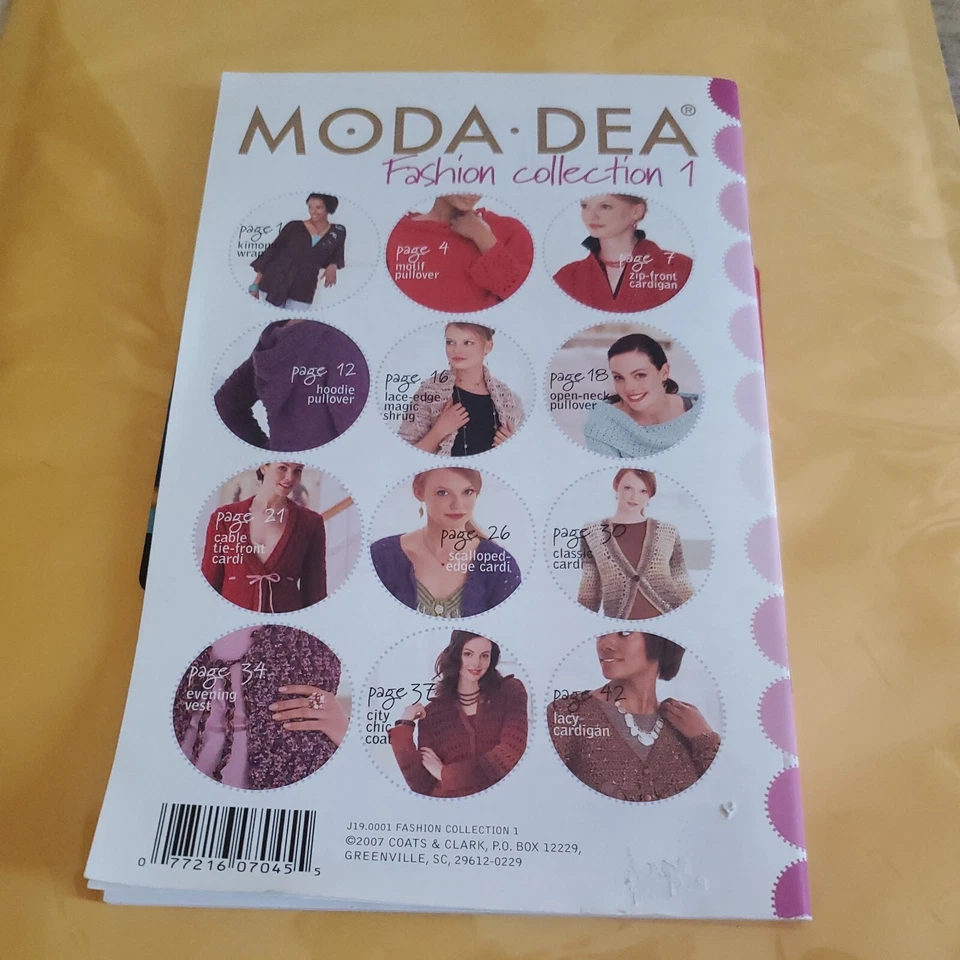 MODA·DEA®
Fashion collection 1
page 1
kimono
wrap
page 4
motif
pullover
page 7
zip-front
cardigan
page 12
hoodie
pullover
page 16
lace-edge
magic
shrug
page 18
open-neck
pullover
page 21
cable
tie-front
cardi
page 26
scalloped-
edge cardi
page 30
classic
cardi
page 34
evening
vest
page 37
city
chic
coat
page 42
lacy
cardigan
0 77216 07045 5
J19.0001 FASHION COLLECTION 1
©2007 COATS & CLARK, P.O. BOX 12229,
GREENVILLE, SC, 29612-0229